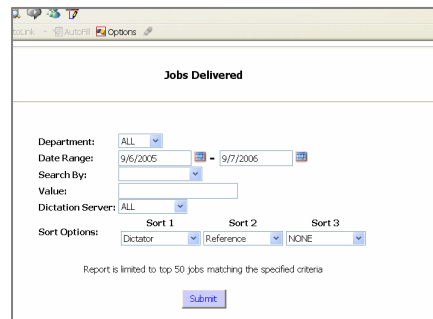 toLink AutoFill Options
Jobs Delivered
Department: ALL
Date Range: 9/6/2005 - 9/7/2006
Search By:
Value:
Dictation Server: ALL
Sort 1 Sort 2 Sort 3
Sort Options: Dictator Reference NONE
Report is limited to top 50 jobs matching the specified criteria
Submit